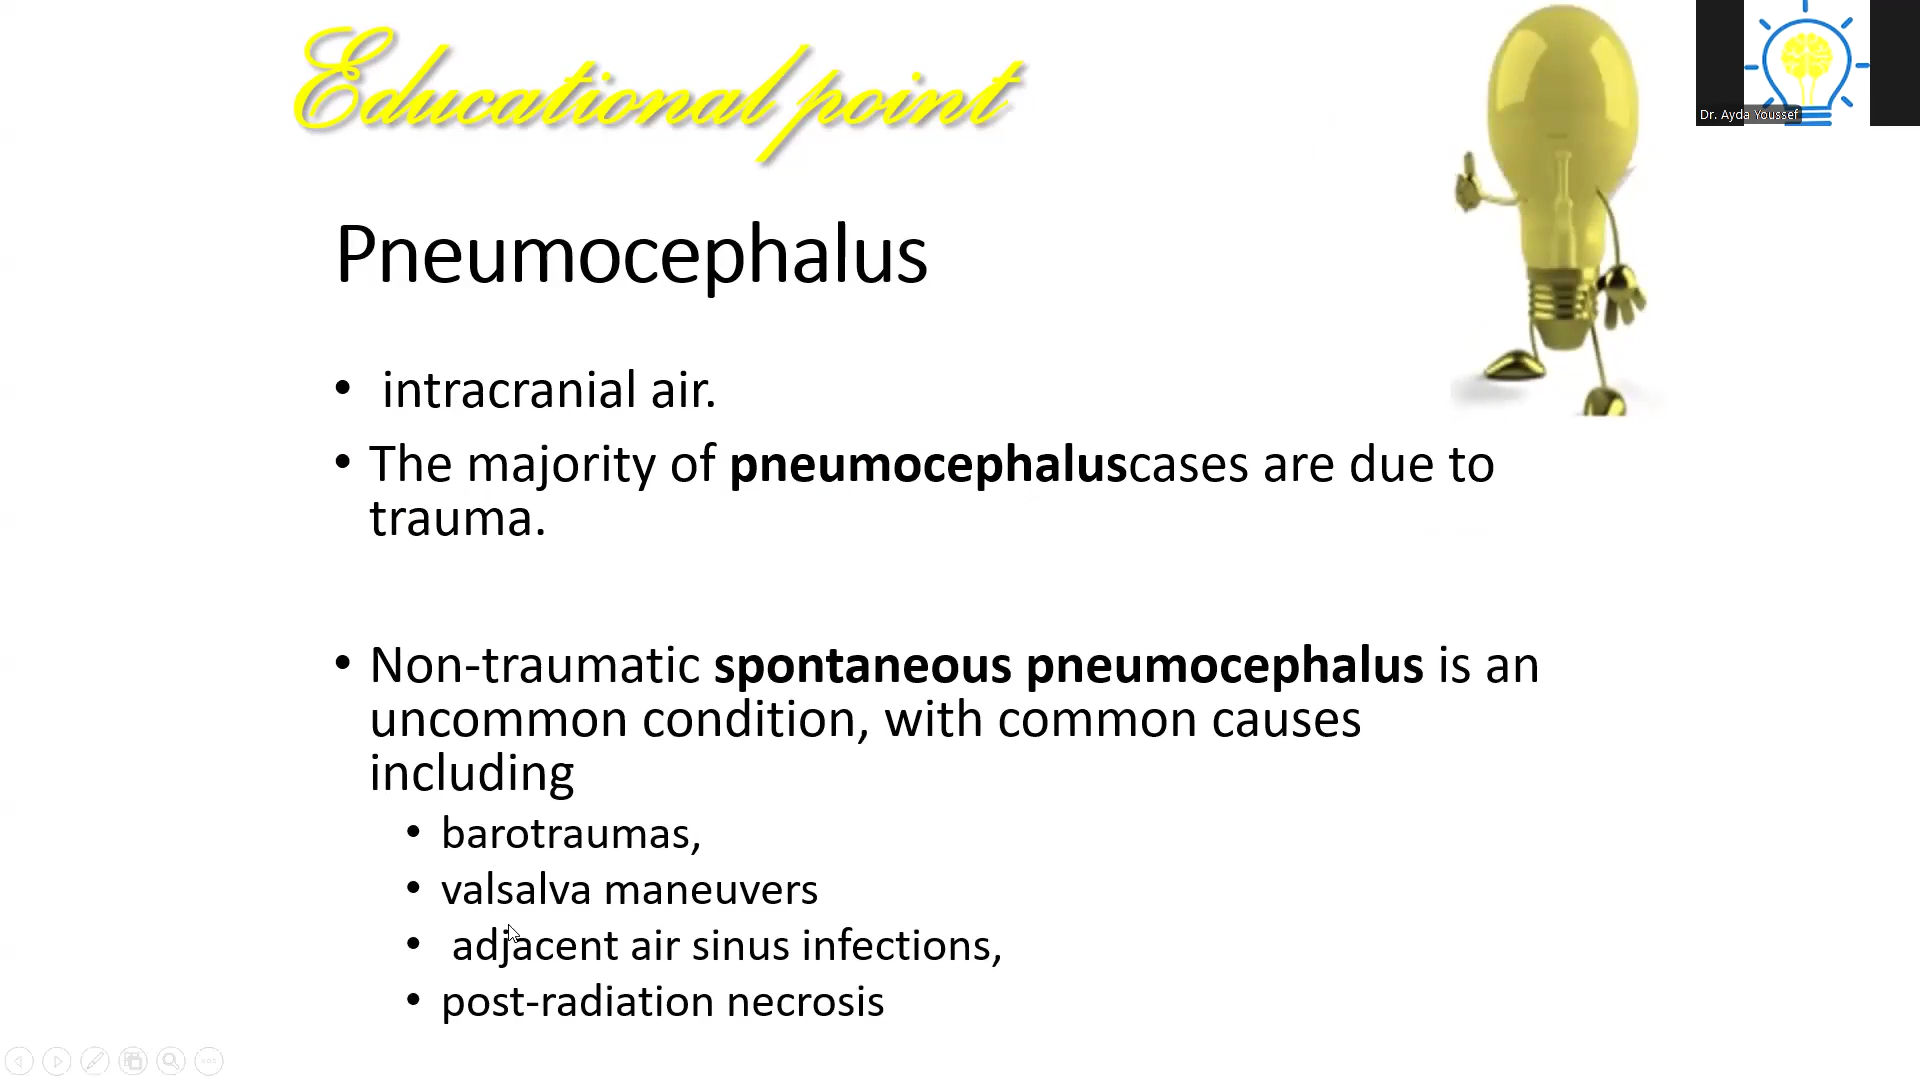 Educational point
Dr. Ayda Youssef
Pneumocephalus
• intracranial air.
• The majority of pneumocephaluscases are due to
trauma.
• Non-traumatic spontaneous pneumocephalus is an
uncommon condition, with common causes
including
• barotraumas,
• valsalva maneuvers
• adjacent air sinus infections,
• post-radiation necrosis